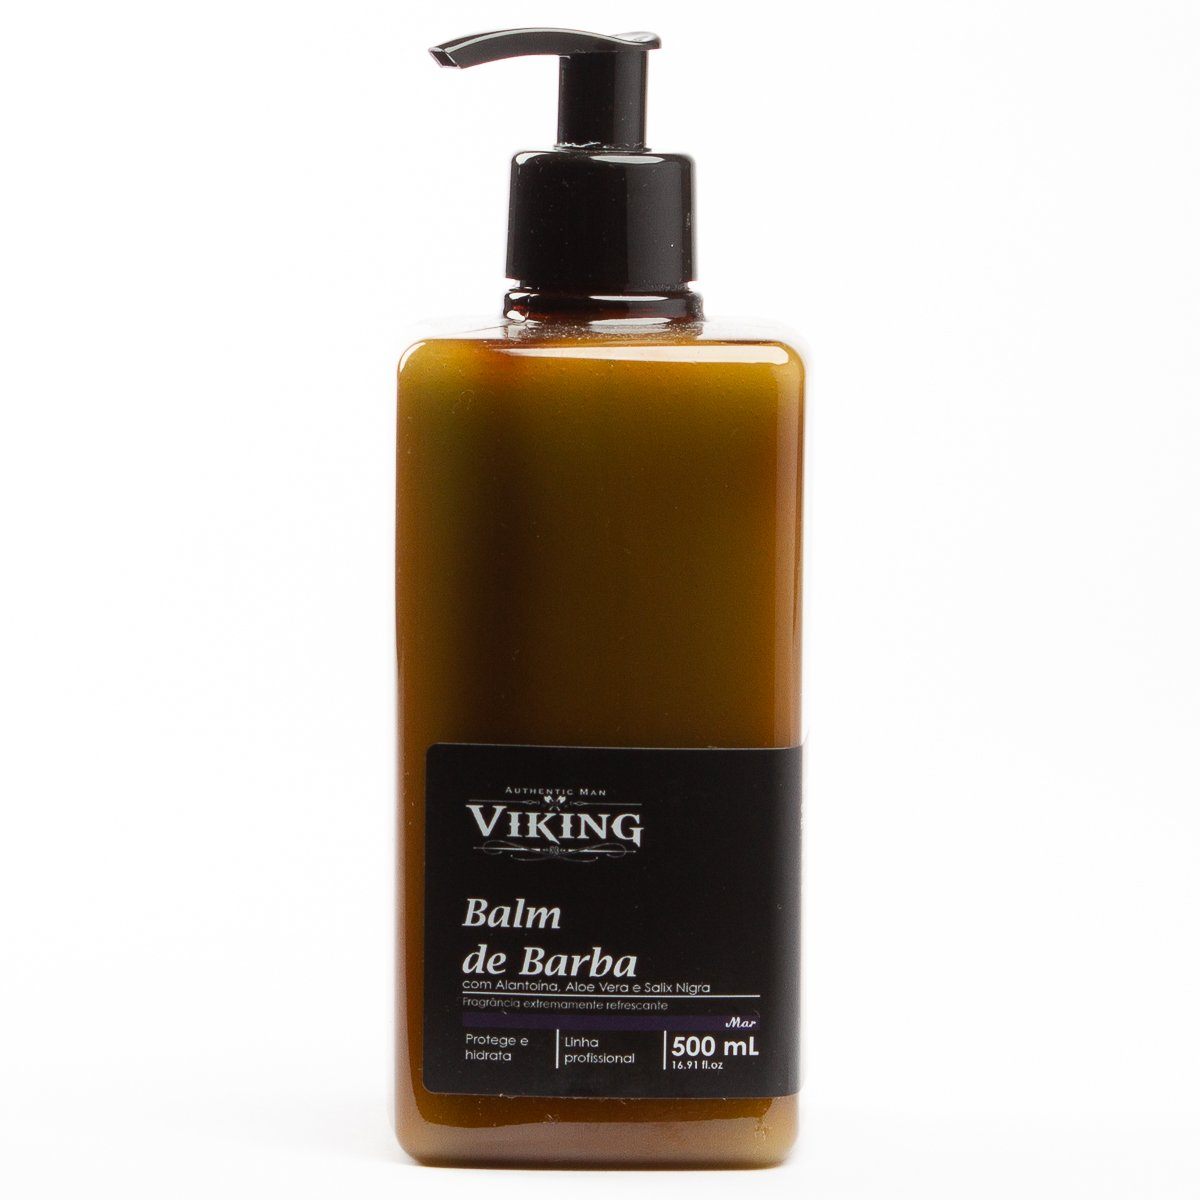 AUTHENTIC MAN
VIKING
Balm
de Barba
com Alantoína, Aloe Vera e Salix Nigra
Fragrância extremamente refrescante
Mar
Protege e
hidrata
Linha
profissional
500 mL
16.91 fl.oz